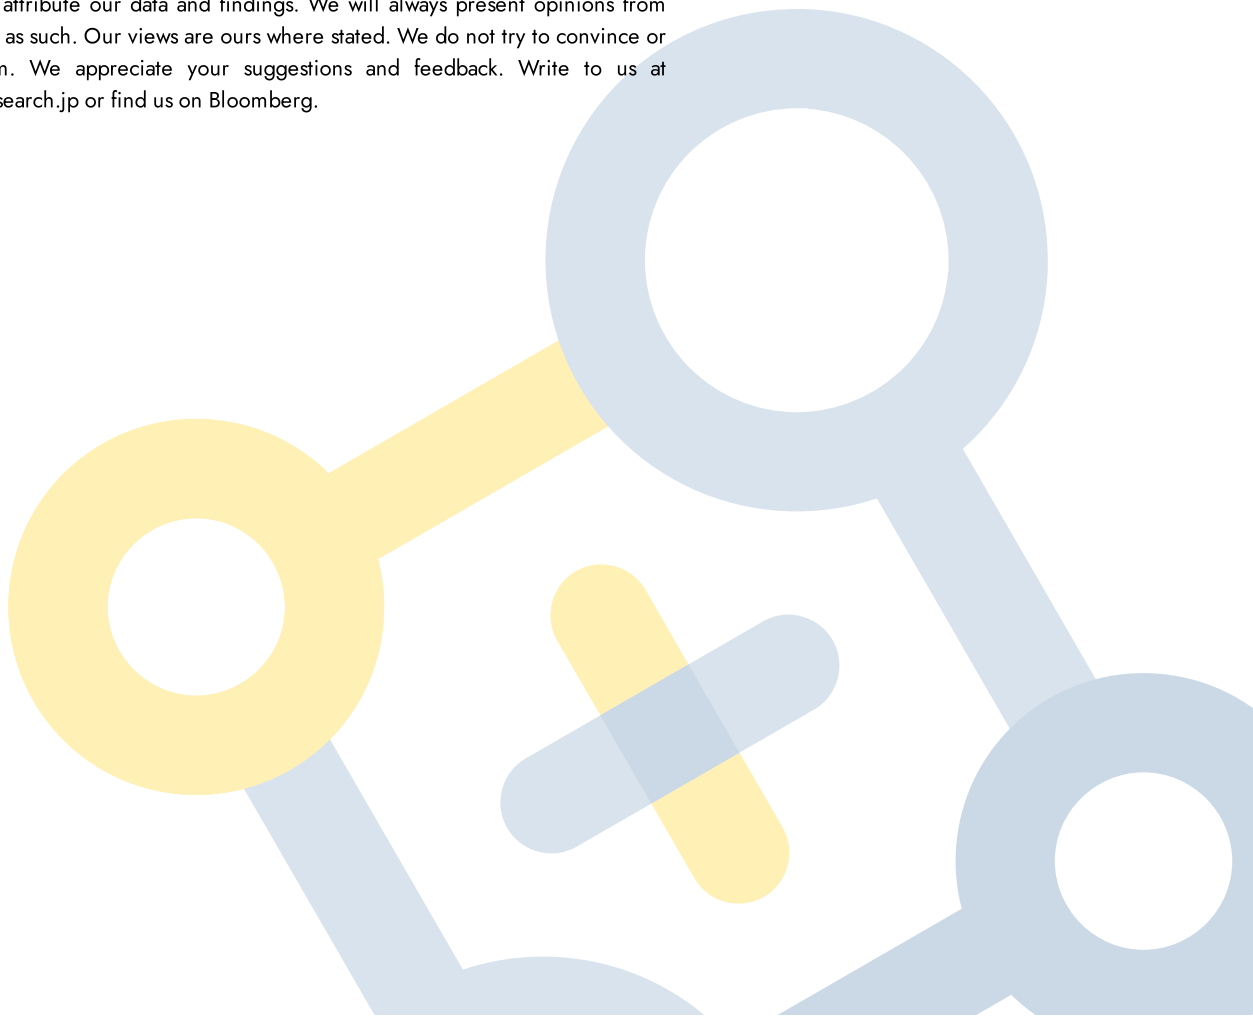 attribute our data and findings. We will always present opinions from
as such. Our views are ours where stated. We do not try to convince or
We appreciate your suggestions and feedback. Write to us at
search.jp or find us on Bloomberg.